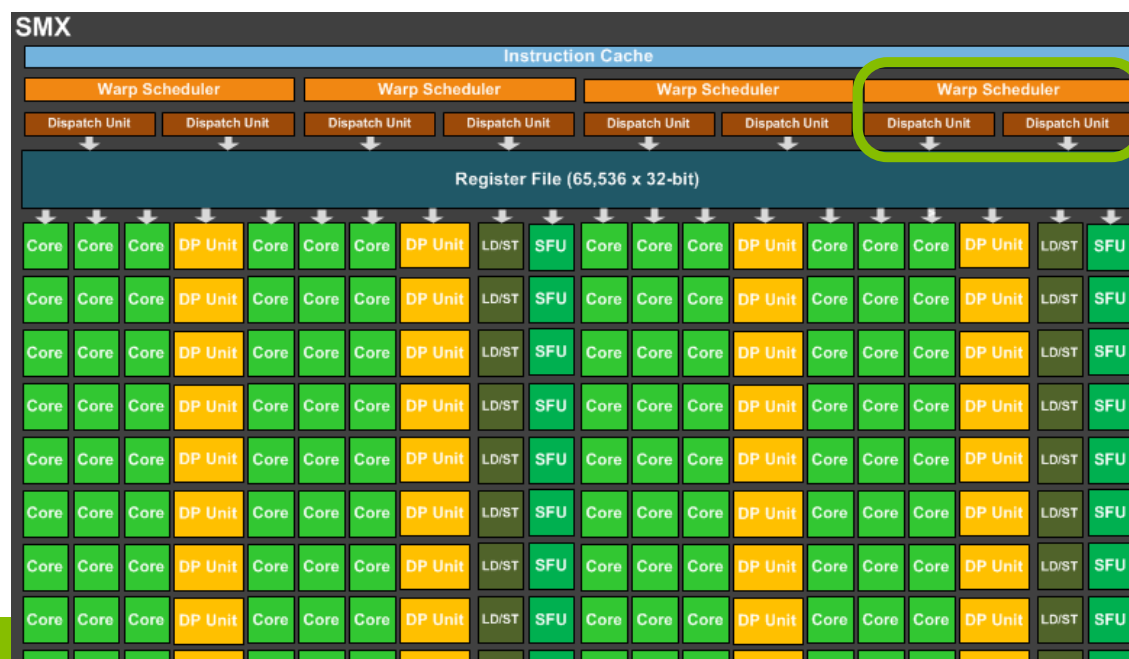 SMX
Instruction Cache
Warp Scheduler Warp Scheduler Warp Scheduler Warp Scheduler
Dispatch Unit Dispatch Unit Dispatch Unit Dispatch Unit Dispatch Unit Dispatch Unit Dispatch Unit Dispatch Unit
Register File (65,536 x 32-bit)
Core Core Core DP Unit Core Core Core DP Unit LD/ST SFU Core Core Core DP Unit Core Core Core DP Unit LD/ST SFU
Core Core Core DP Unit Core Core Core DP Unit LD/ST SFU Core Core Core DP Unit Core Core Core DP Unit LD/ST SFU
Core Core Core DP Unit Core Core Core DP Unit LD/ST SFU Core Core Core DP Unit Core Core Core DP Unit LD/ST SFU
Core Core Core DP Unit Core Core Core DP Unit LD/ST SFU Core Core Core DP Unit Core Core Core DP Unit LD/ST SFU
Core Core Core DP Unit Core Core Core DP Unit LD/ST SFU Core Core Core DP Unit Core Core Core DP Unit LD/ST SFU
Core Core Core DP Unit Core Core Core DP Unit LD/ST SFU Core Core Core DP Unit Core Core Core DP Unit LD/ST SFU
Core Core Core DP Unit Core Core Core DP Unit LD/ST SFU Core Core Core DP Unit Core Core Core DP Unit LD/ST SFU
Core Core Core DP Unit Core Core Core DP Unit LD/ST SFU Core Core Core DP Unit Core Core Core DP Unit LD/ST SFU